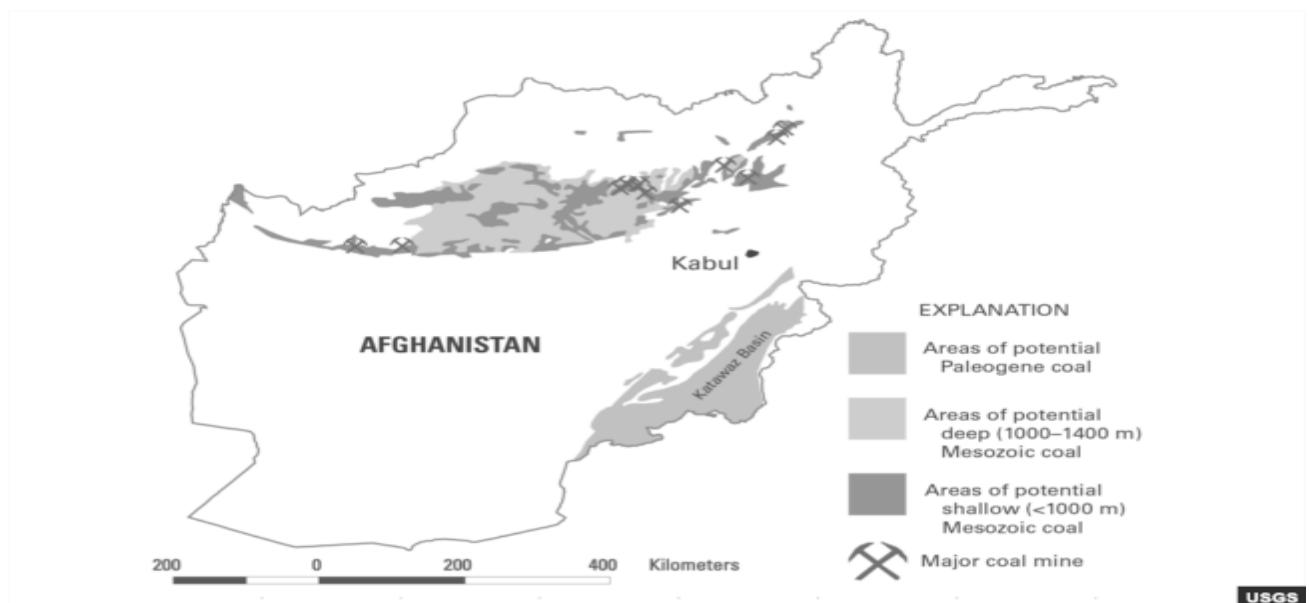 Kabul
AFGHANISTAN
Katawaz Basin
EXPLANATION
Areas of potential
Paleogene coal
Areas of potential
deep (1000–1400 m)
Mesozoic coal
Areas of potential
shallow (<1000 m)
Mesozoic coal
Major coal mine
200 0 200 400 Kilometers
USGS